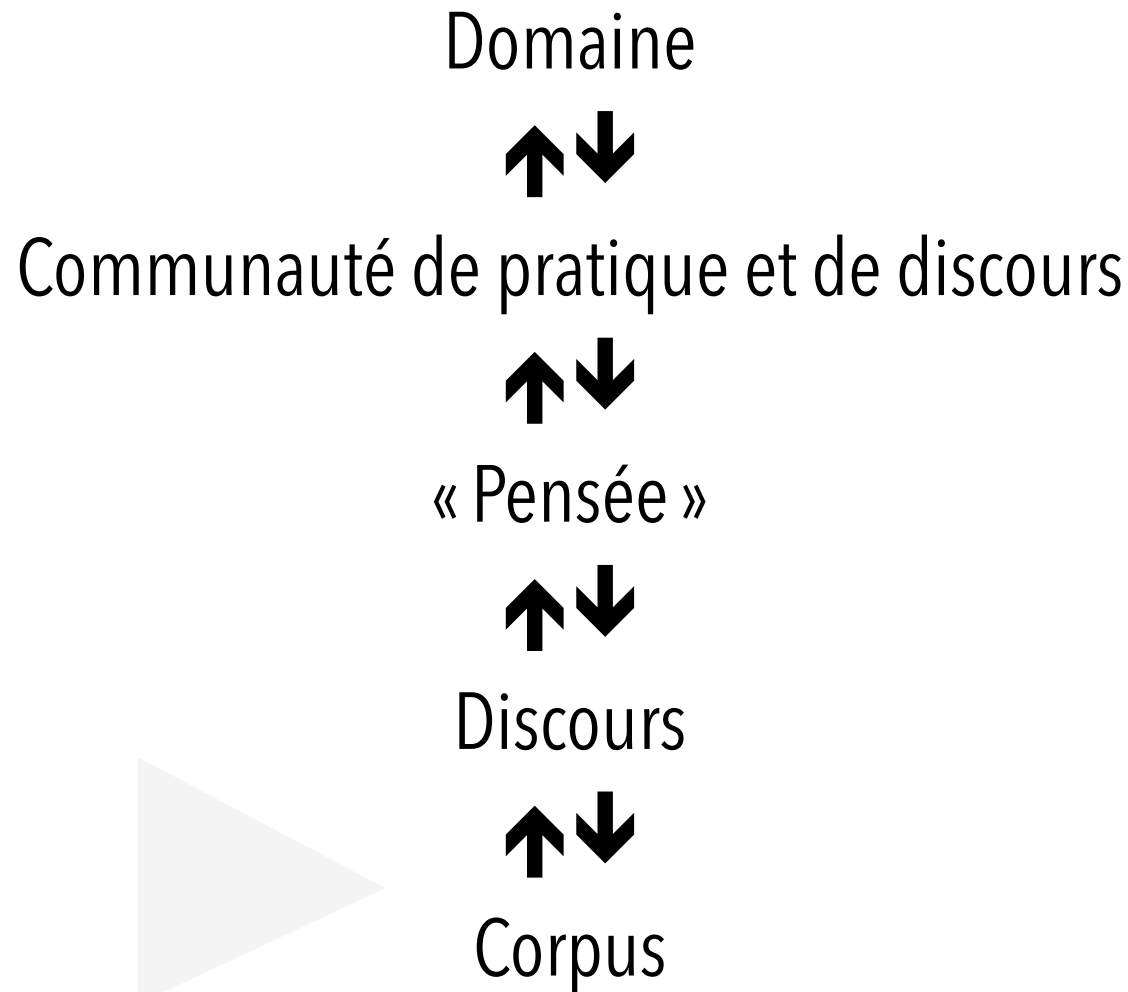 Domaine
↑↓
Communauté de pratique et de discours
↑↓
« Pensée »
↑↓
Discours
↑↓
Corpus